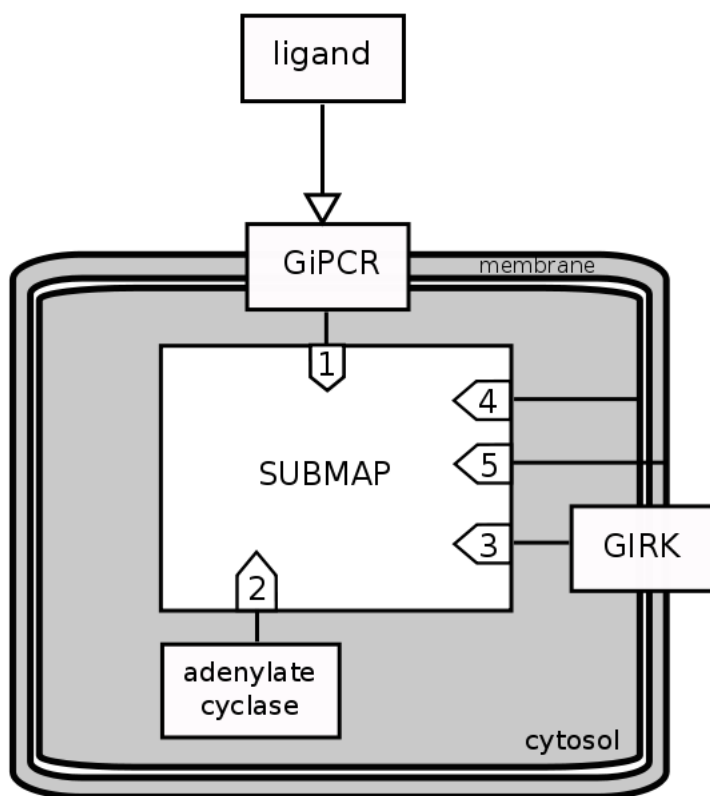 ligand
GiPCR
membrane
1
4
SUBMAP
5
3
GIRK
2
adenylate
cyclase
cytosol